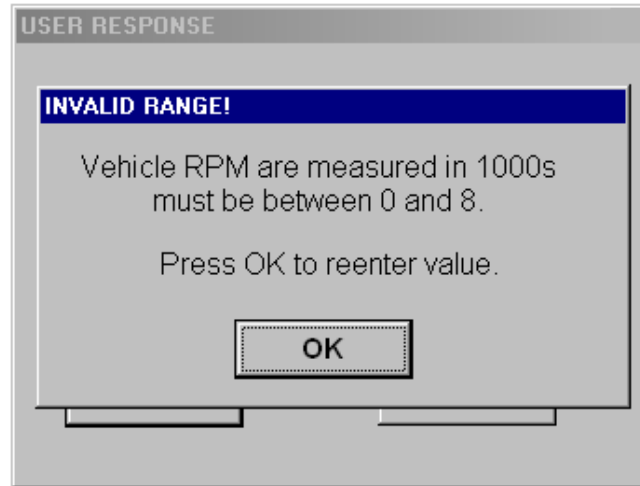 USER RESPONSE
INVALID RANGE!
Vehicle RPM are measured in 1000s
must be between 0 and 8.
Press OK to reenter value.
OK